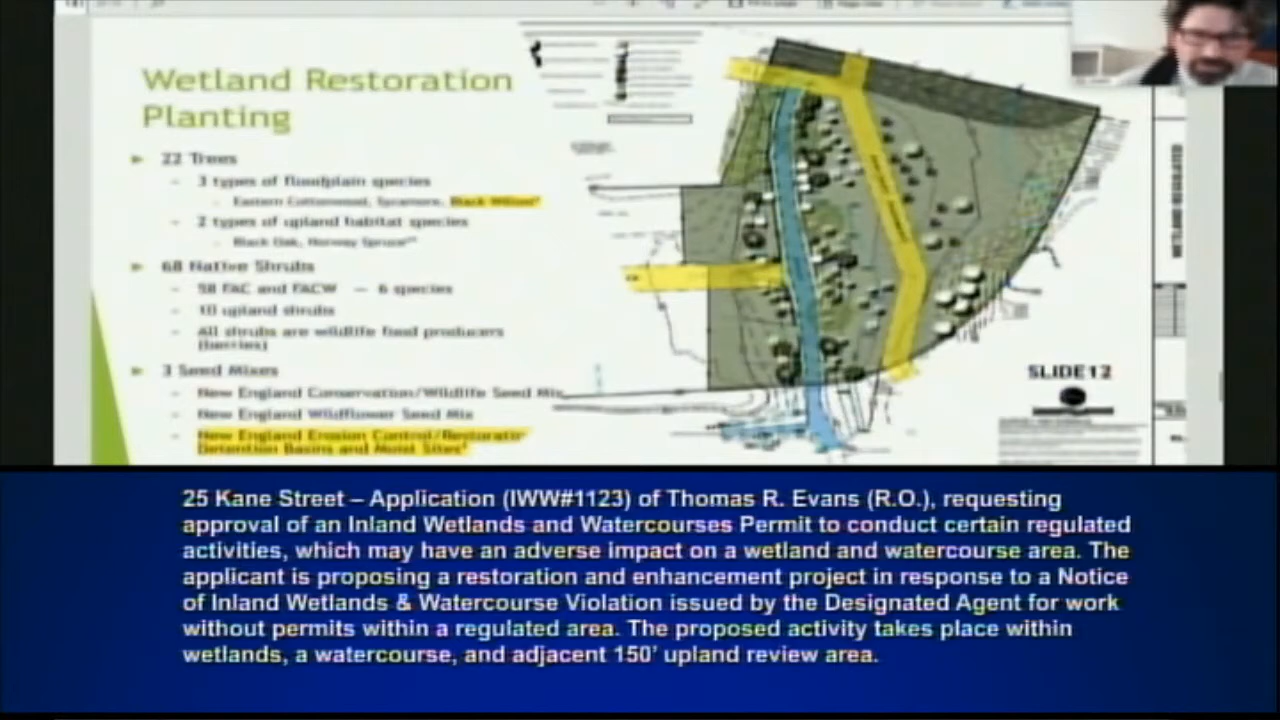 Wetland Restoration
Planting
22 Trees
3 types of floodplain species
Eastern Cottonwood, Sycamore, Black Willow*
2 types of upland habitat species
Black Oak, Norway Spruce**
68 Native Shrubs
58 FAC and FACW — 6 species
10 upland shrubs
All shrubs are wildlife food producers
(berries)
3 Seed Mixes
New England Conservation/Wildlife Seed Mix
New England Wildflower Seed Mix
New England Erosion Control/Restoration
Detention Basins and Moist Sites
SLIDE12
25 Kane Street – Application (IWW#1123) of Thomas R. Evans (R.O.), requesting
approval of an Inland Wetlands and Watercourses Permit to conduct certain regulated
activities, which may have an adverse impact on a wetland and watercourse area. The
applicant is proposing a restoration and enhancement project in response to a Notice
of Inland Wetlands & Watercourse Violation issued by the Designated Agent for work
without permits within a regulated area. The proposed activity takes place within
wetlands, a watercourse, and adjacent 150' upland review area.